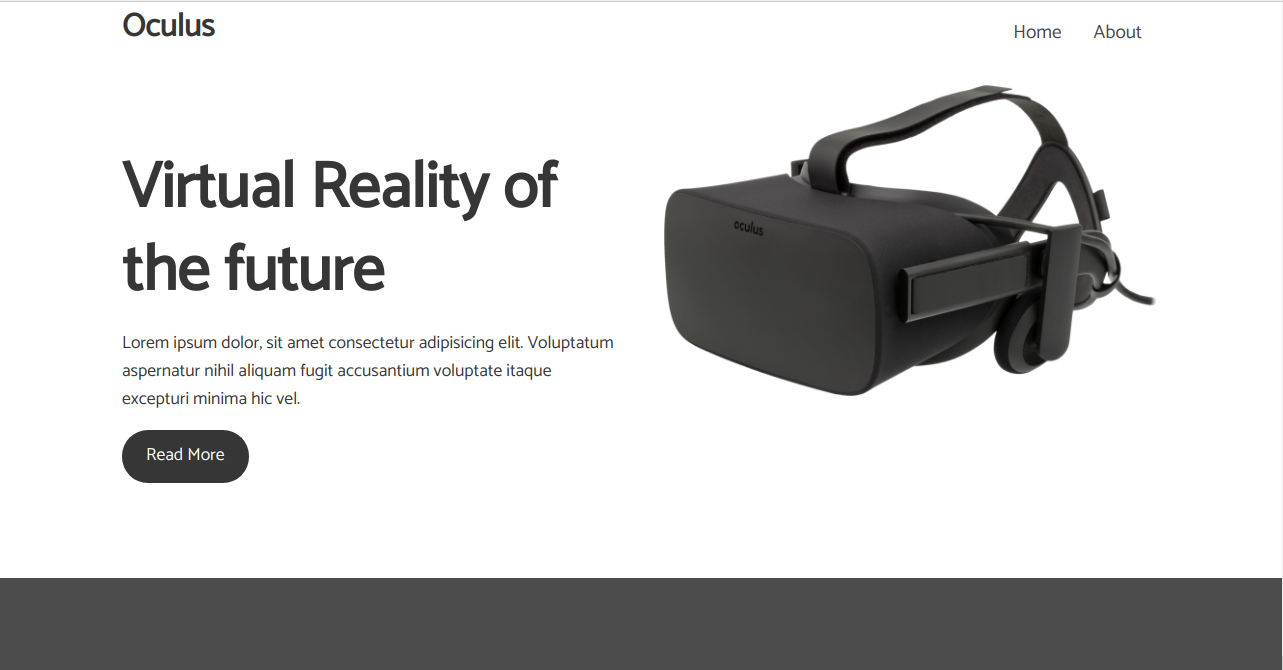 Oculus
Home About
Virtual Reality of
the future
oculus
Lorem ipsum dolor, sit amet consectetur adipisicing elit. Voluptatum
aspernatur nihil aliquam fugit accusantium voluptate itaque
excepturi minima hic vel.
Read More